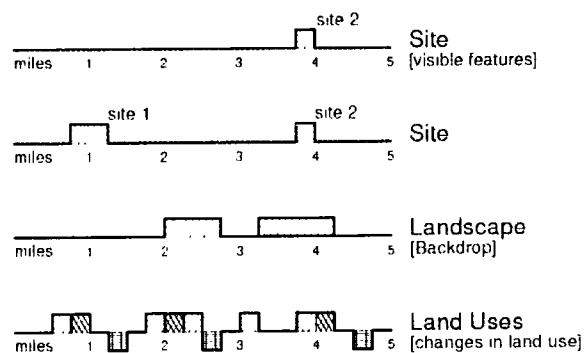 site 2
Site
[visible features]
miles 1 2 3 4 5
site 1 site 2
Site
miles 1 2 3 4 5
Landscape
[Backdrop]
miles 1 2 3 4 5
Land Uses
[changes in land use]
miles 1 2 3 4 5